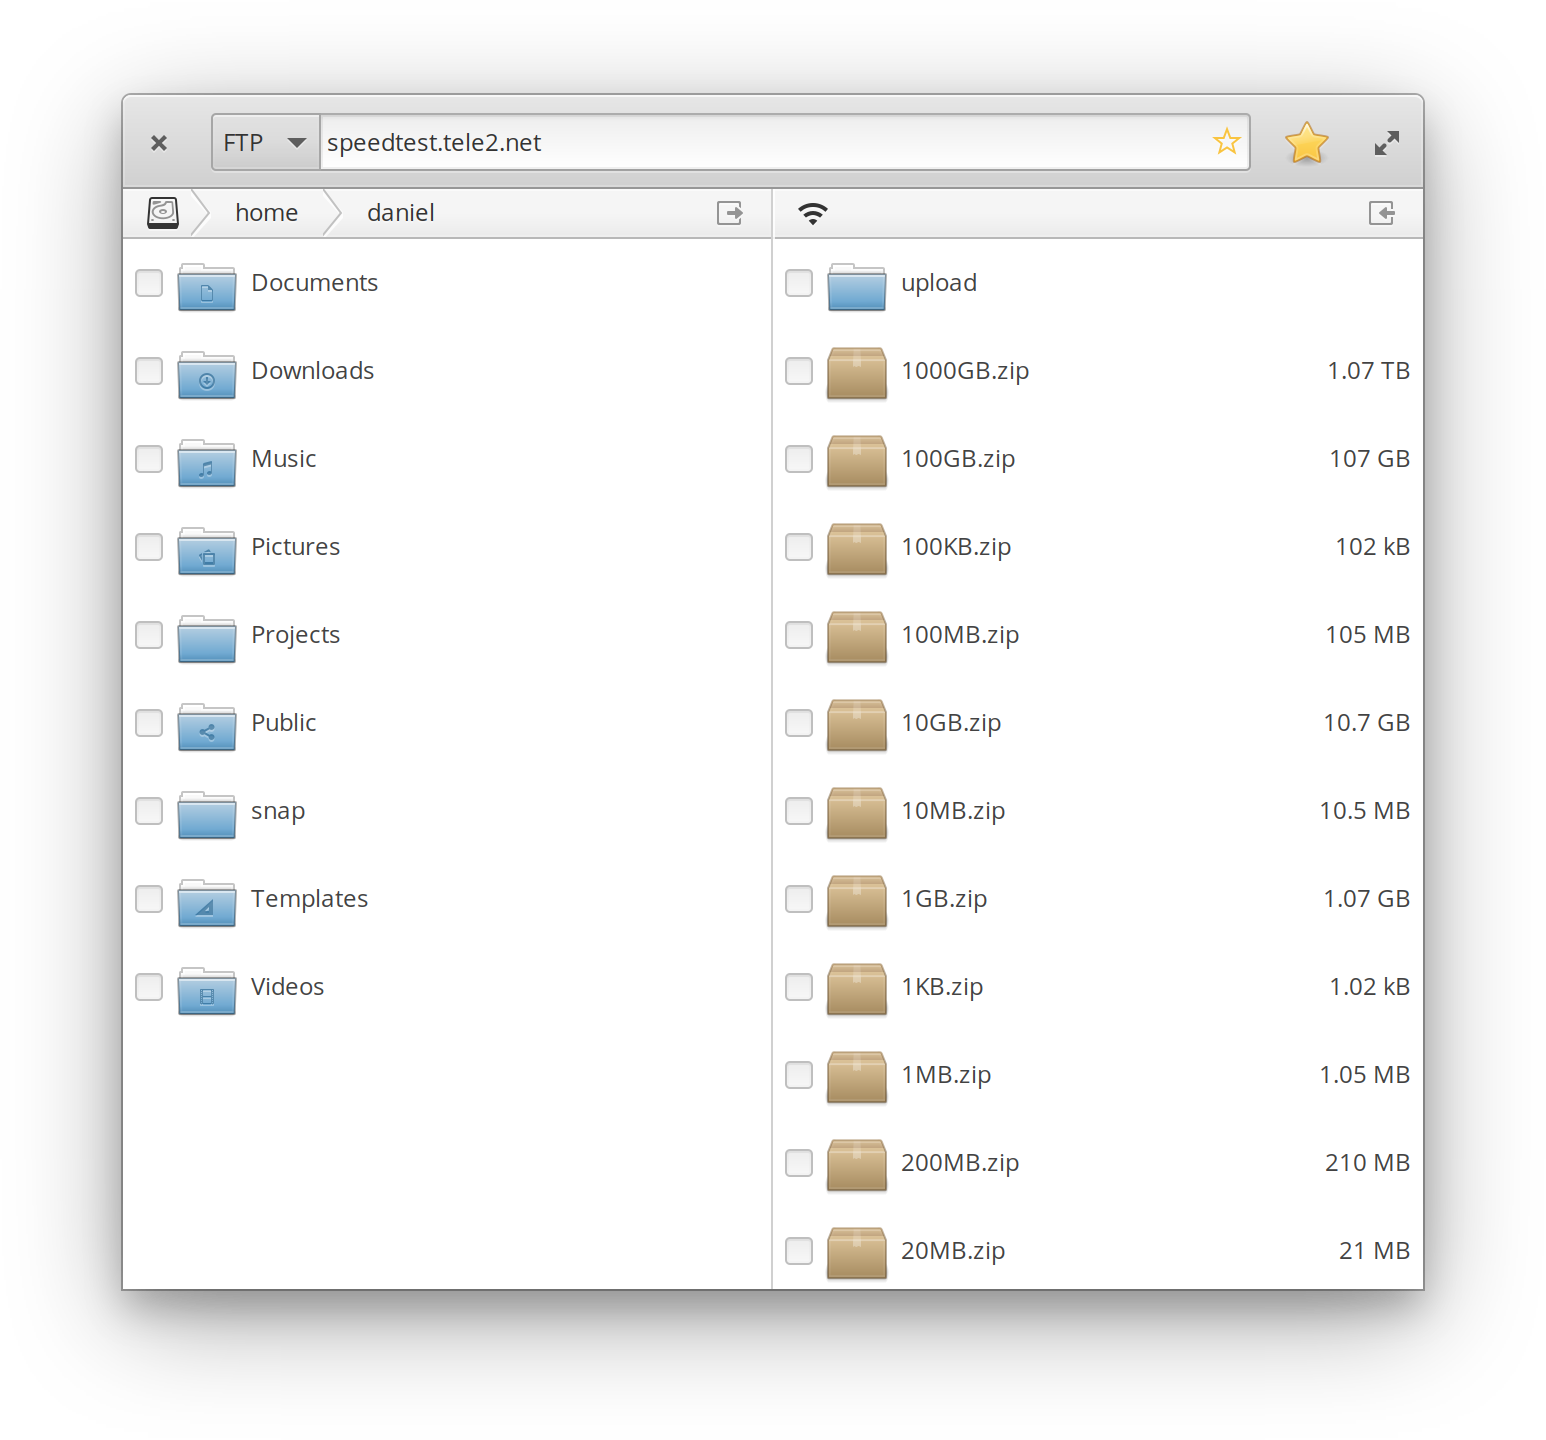 FTP speedtest.tele2.net
home daniel
Documents
Downloads
Music
Pictures
Projects
Public
snap
Templates
Videos
upload
1000GB.zip 1.07 TB
100GB.zip 107 GB
100KB.zip 102 kB
100MB.zip 105 MB
10GB.zip 10.7 GB
10MB.zip 10.5 MB
1GB.zip 1.07 GB
1KB.zip 1.02 kB
1MB.zip 1.05 MB
200MB.zip 210 MB
20MB.zip 21 MB